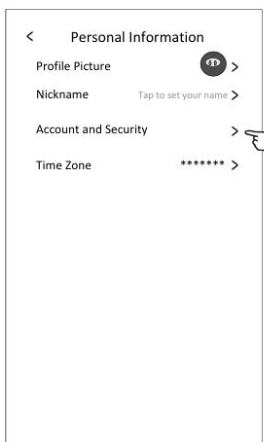 Personal Information
Profile Picture
Nickname Tap to set your name
Account and Security
Time Zone *******